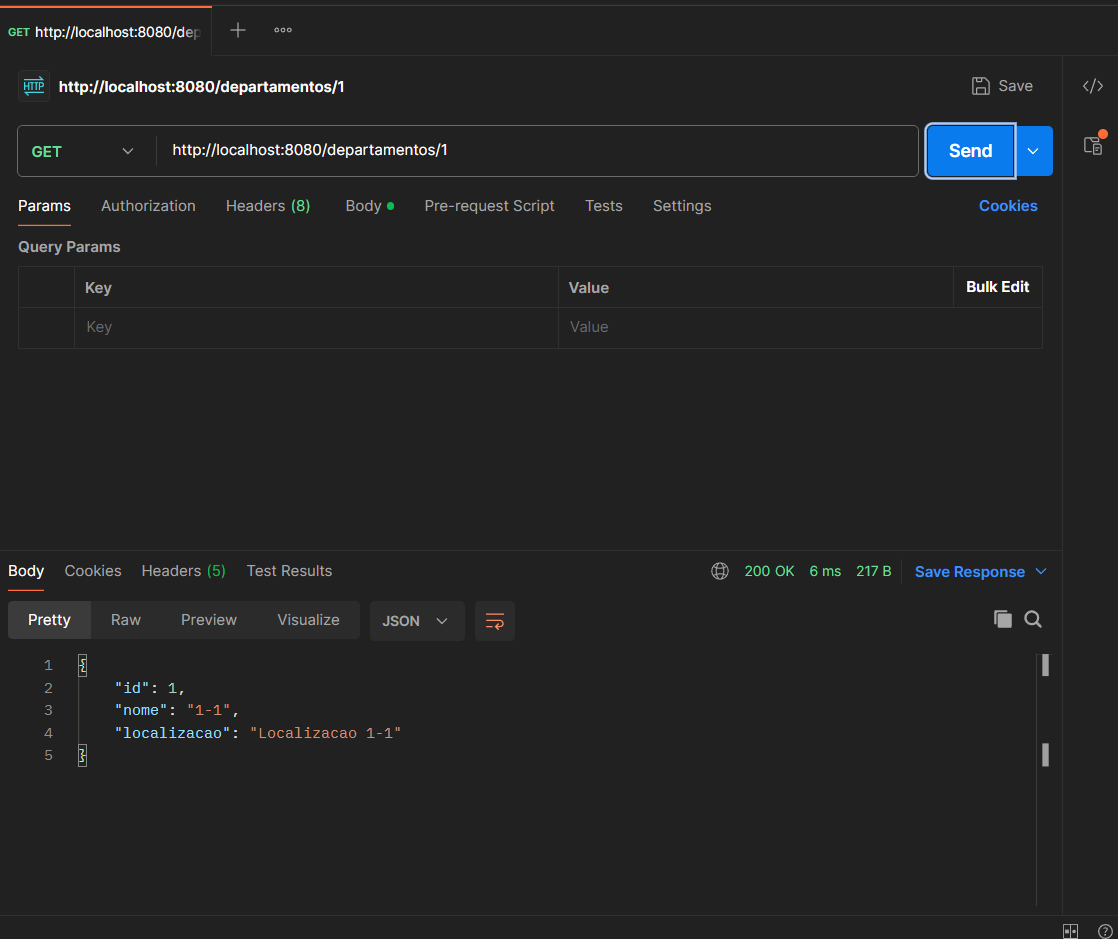 GET http://localhost:8080/dep
HTTP http://localhost:8080/departamentos/1 Save </>
GET http://localhost:8080/departamentos/1 Send
Params Authorization Headers (8) Body Pre-request Script Tests Settings Cookies
Query Params
Key Value Bulk Edit
Key Value
Body Cookies Headers (5) Test Results 200 OK 6 ms 217 B Save Response
Pretty Raw Preview Visualize JSON
1 {
2 "id": 1,
3 "nome": "1-1",
4 "localizacao": "Localizacao 1-1"
5 }